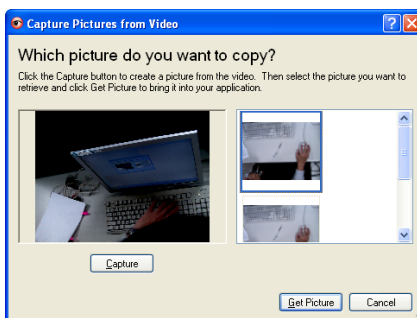 Capture Pictures from Video
Which picture do you want to copy?
Click the Capture button to create a picture from the video. Then select the picture you want to
retrieve and click Get Picture to bring it into your application.
Capture
Get Picture
Cancel